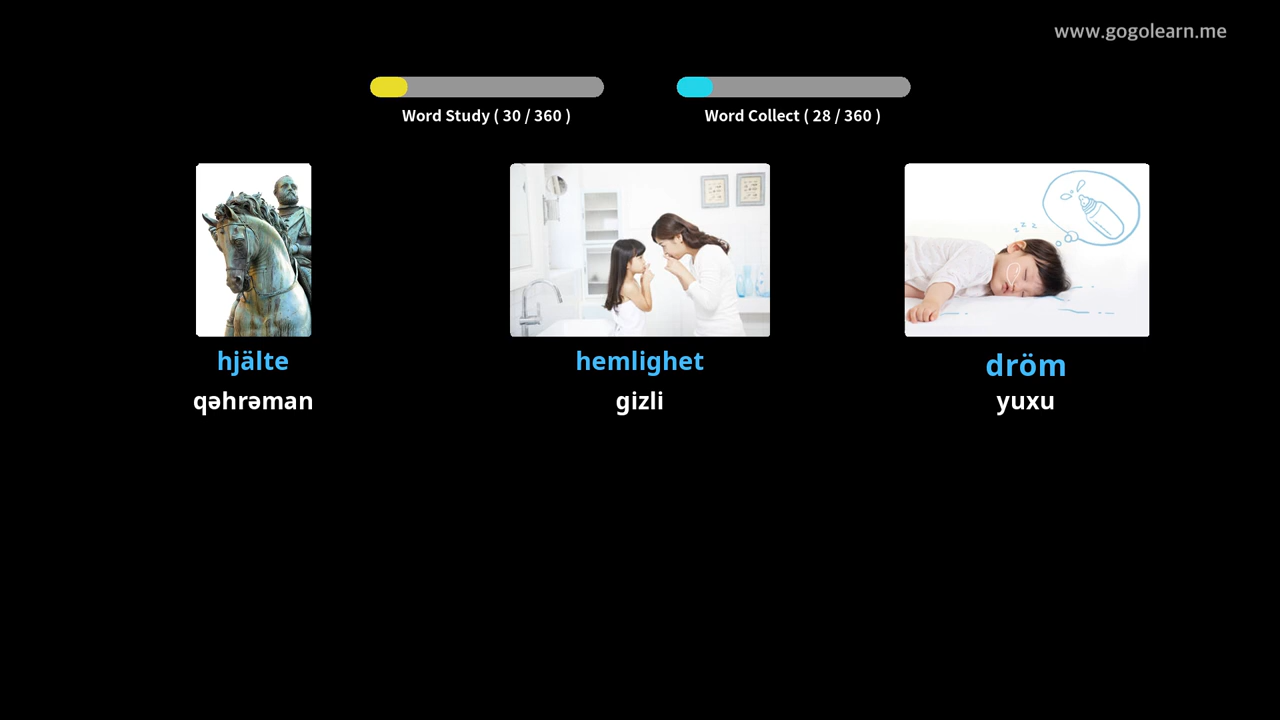 www.gogolearn.me
Word Study ( 30 / 360 )
Word Collect ( 28 / 360 )
hjälte
hemlighet
dröm
qəhrəman
gizli
yuxu